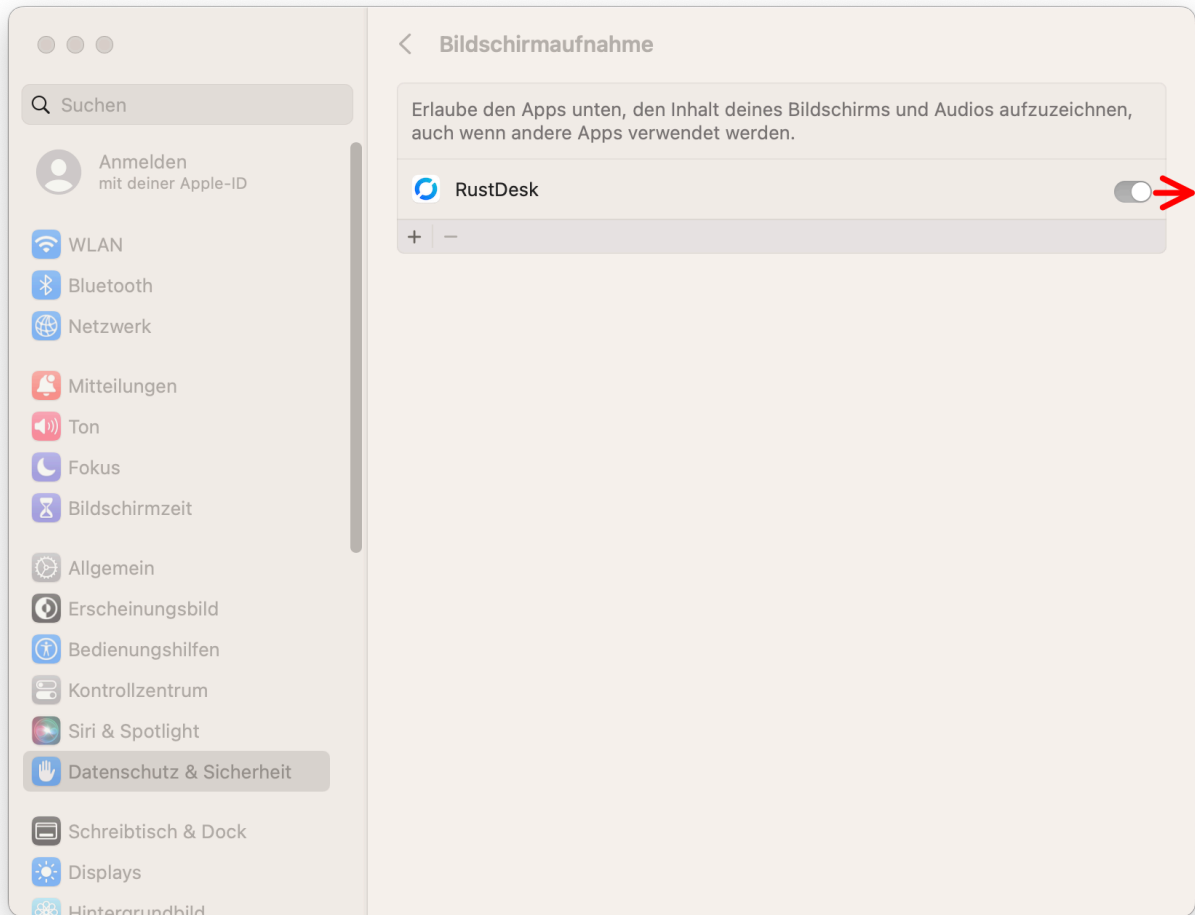 Bildschirmaufnahme
Suchen
Erlaube den Apps unten, den Inhalt deines Bildschirms und Audios aufzuzeichnen,
auch wenn andere Apps verwendet werden.
Anmelden
mit deiner Apple-ID
RustDesk
WLAN
Bluetooth
Netzwerk
Mitteilungen
Ton
Fokus
Bildschirmzeit
Allgemein
Erscheinungsbild
Bedienungshilfen
Kontrollzentrum
Siri & Spotlight
Datenschutz & Sicherheit
Schreibtisch & Dock
Displays
Hintergrundbild